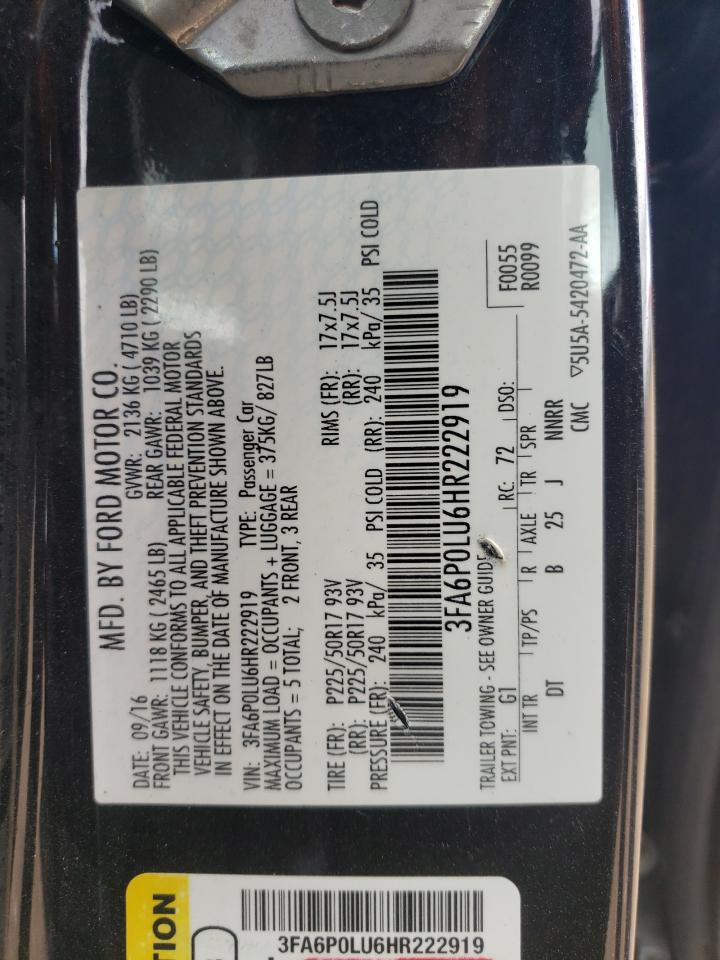 MFD. BY FORD MOTOR CO.
DATE: 09/16 GVWR: 2136 KG ( 4710 LB)
FRONT GAWR: 1118 KG ( 2465 LB) REAR GAWR: 1039 KG ( 2290 LB)
THIS VEHICLE CONFORMS TO ALL APPLICABLE FEDERAL MOTOR
VEHICLE SAFETY, BUMPER, AND THEFT PREVENTION STANDARDS
IN EFFECT ON THE DATE OF MANUFACTURE SHOWN ABOVE.
VIN: 3FA6P0LU6HR222919 TYPE: Passenger Car
MAXIMUM LOAD = OCCUPANTS + LUGGAGE = 375KG/ 827LB
OCCUPANTS = 5 TOTAL: 2 FRONT, 3 REAR
TIRE (FR): P225/50R17 93V RIMS (FR): 17x7.5J
(RR): P225/50R17 93V (RR): 17x7.5J
PRESSURE (FR): 240 kPa/ 35 PSI COLD (RR): 240 kPa/ 35 PSI COLD
3FA6P0LU6HR222919
TRAILER TOWING - SEE OWNER GUIDE
EXT PNT: G1 RC: 72 DSO: F0055
R0099
INT TR TP/PS R AXLE TR SPR
DT B 25 J NNRR
CMC ▽5U5A-5420472-AA
TION
3FA6P0LU6HR222919